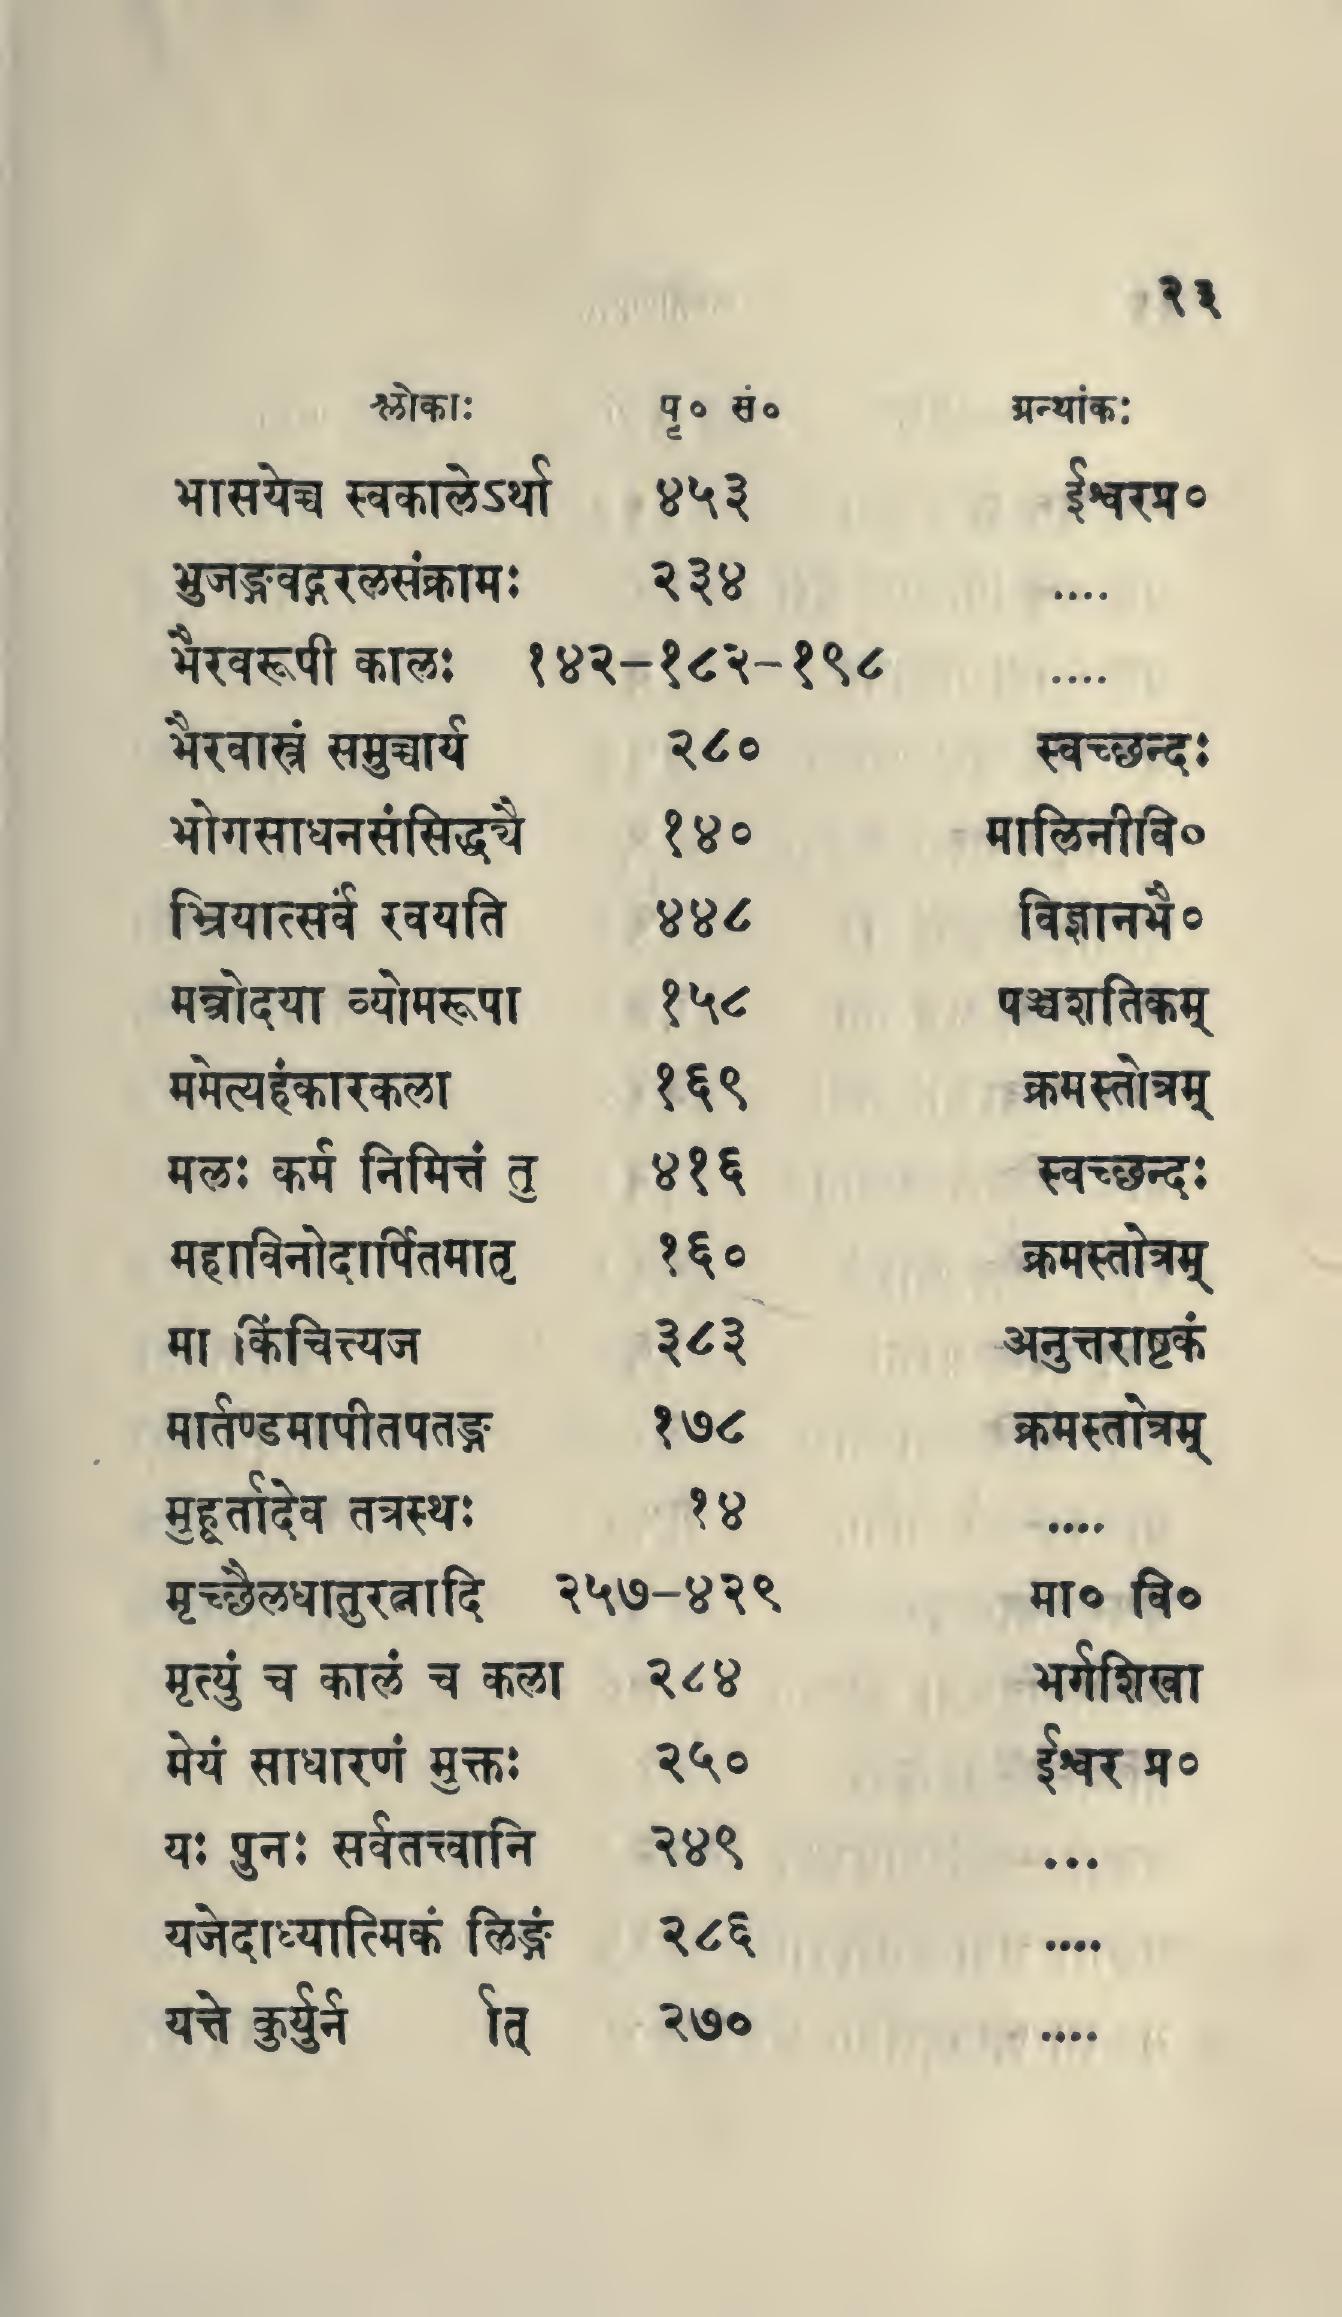 २३
श्लोकाः पृ० सं० ग्रन्थांकः
भासयेच्च स्वकालेऽर्था ४५३ ईश्वरप्र०
भुजङ्गवद्गरलसंक्रामः २३४ ....
भैरवरूपी कालः १४२-१८२-१९८ ....
भैरवास्त्रं समुच्चार्य २८० स्वच्छन्दः
भोगसाधनसंसिद्ध्यै १४० मालिनीवि०
भ्रियात्सर्वं रवयति ४४८ विज्ञानभै०
मन्त्रोदया व्योमरूपा १५८ पञ्चशतिकम्
ममेत्यहंकारकला १६९ क्रमस्तोत्रम्
मलः कर्म निमित्तं तु ४१६ स्वच्छन्दः
महाविनोदार्पितमातृ १६० क्रमस्तोत्रम्
मा किंचित्त्यज ३८३ अनुत्तराष्टकं
मार्तण्डमापीतपतङ्ग १७८ क्रमस्तोत्रम्
मुहूर्तादेव तत्रस्थः १४ ....
मृच्छैलधातुरत्नादि २५७-४२९ मा० वि०
मृत्युं च कालं च कला २८४ भर्गशिखा
मेयं साधारणं मुक्तः २५० ईश्वर प्र०
यः पुनः सर्वतत्त्वानि २४९ ...
यजेदाध्यात्मिकं लिङ्गं २८६ ....
यत्ते कुर्युर्न २७० ....